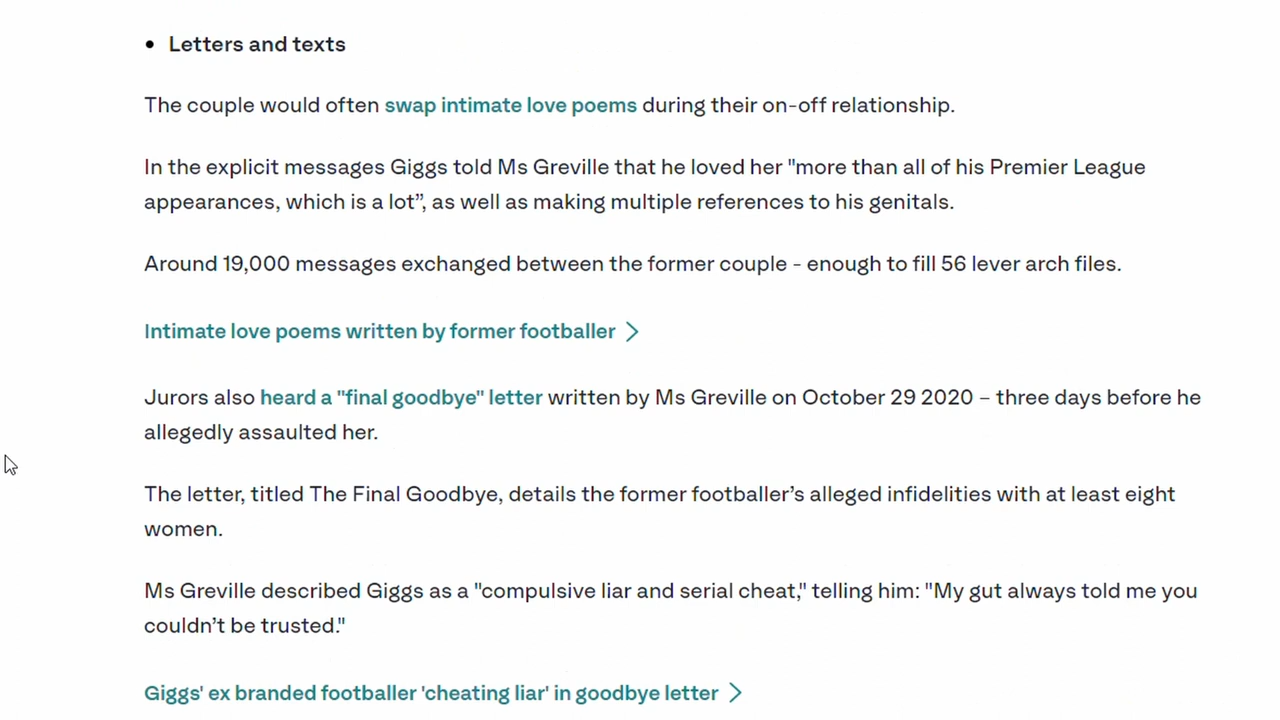 • Letters and texts
The couple would often swap intimate love poems during their on-off relationship.
In the explicit messages Giggs told Ms Greville that he loved her "more than all of his Premier League
appearances, which is a lot”, as well as making multiple references to his genitals.
Around 19,000 messages exchanged between the former couple - enough to fill 56 lever arch files.
Intimate love poems written by former footballer >
Jurors also heard a "final goodbye" letter written by Ms Greville on October 29 2020 – three days before he
allegedly assaulted her.
The letter, titled The Final Goodbye, details the former footballer’s alleged infidelities with at least eight
women.
Ms Greville described Giggs as a "compulsive liar and serial cheat," telling him: "My gut always told me you
couldn’t be trusted."
Giggs' ex branded footballer 'cheating liar' in goodbye letter >